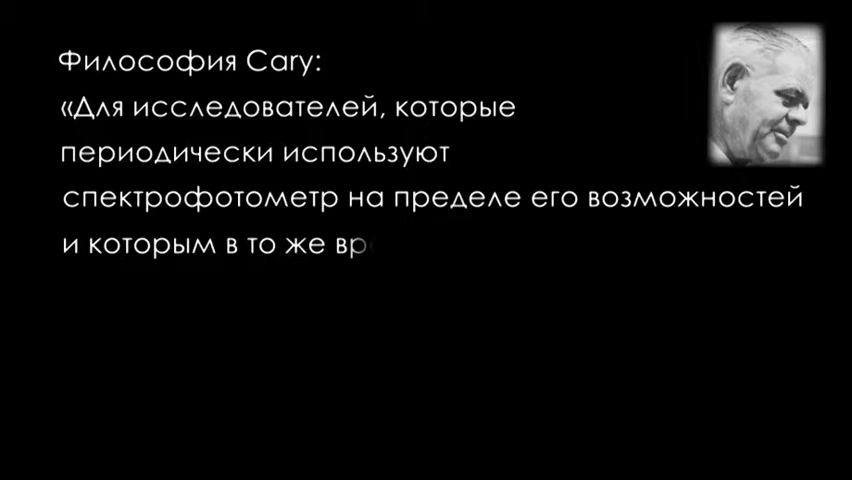 Философия Cary:
«Для исследователей, которые
периодически используют
спектрофотометр на пределе его возможностей
и которым в то же